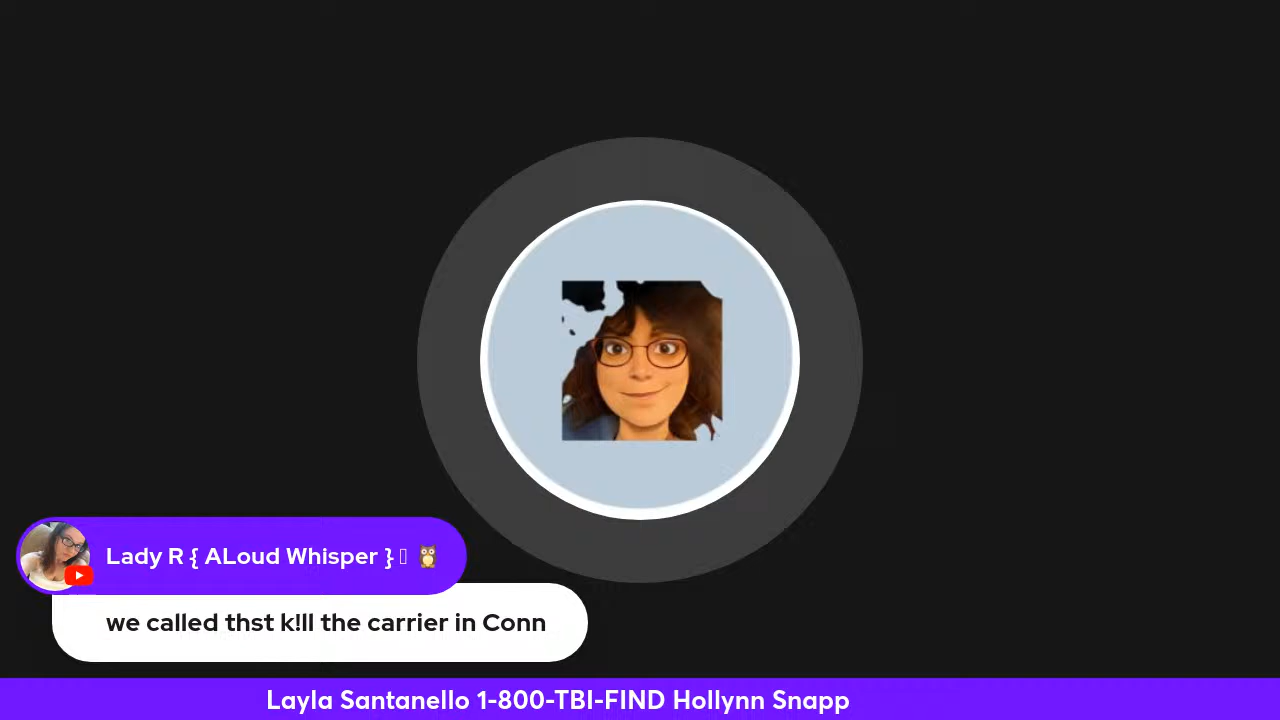 Lady R { ALoud Whisper } 🦉
we called thst k!ll the carrier in Conn
Layla Santanello 1-800-TBI-FIND Hollynn Snapp